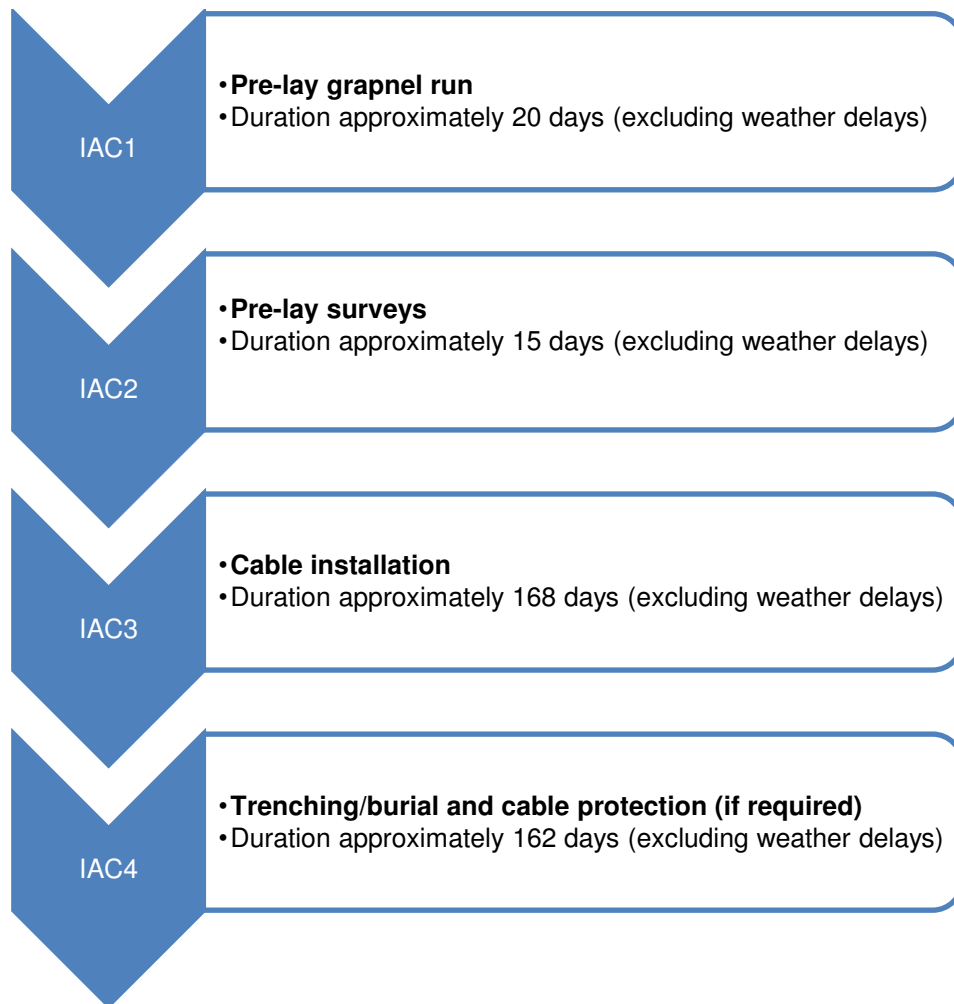 IAC1
•Pre-lay grapnel run
•Duration approximately 20 days (excluding weather delays)
IAC2
•Pre-lay surveys
•Duration approximately 15 days (excluding weather delays)
IAC3
•Cable installation
•Duration approximately 168 days (excluding weather delays)
IAC4
•Trenching/burial and cable protection (if required)
•Duration approximately 162 days (excluding weather delays)